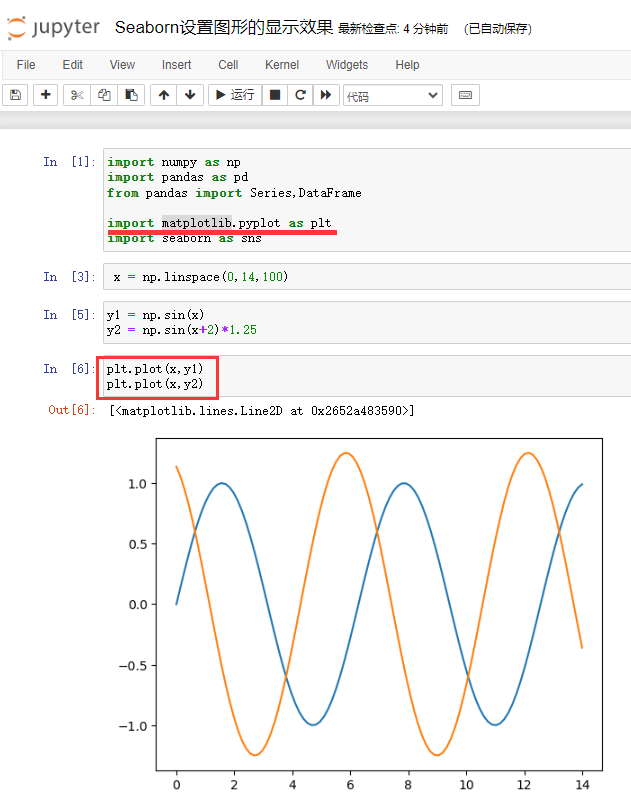 jupyter Seaborn设置图形的显示效果 最新检查点: 4 分钟前 (已自动保存)
File Edit View Insert Cell Kernel Widgets Help
运行 代码
In [1]: import numpy as np
import pandas as pd
from pandas import Series,DataFrame
import matplotlib.pyplot as plt
import seaborn as sns
In [3]: x = np.linspace(0,14,100)
In [5]: y1 = np.sin(x)
y2 = np.sin(x+2)*1.25
In [6]: plt.plot(x,y1)
plt.plot(x,y2)
Out[6]: [<matplotlib.lines.Line2D at 0x2652a483590>]
1.0
0.5
0.0
−0.5
−1.0
0 2 4 6 8 10 12 14